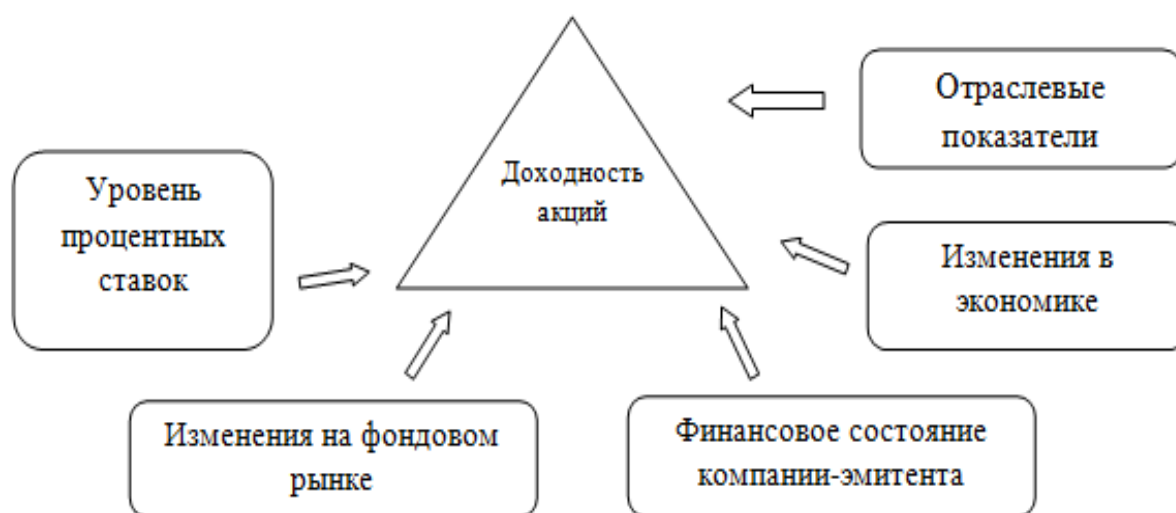 Доходность
акций
Отраслевые
показатели
Уровень
процентных
ставок
Изменения в
экономике
Изменения на фондовом
рынке
Финансовое состояние
компании-эмитента